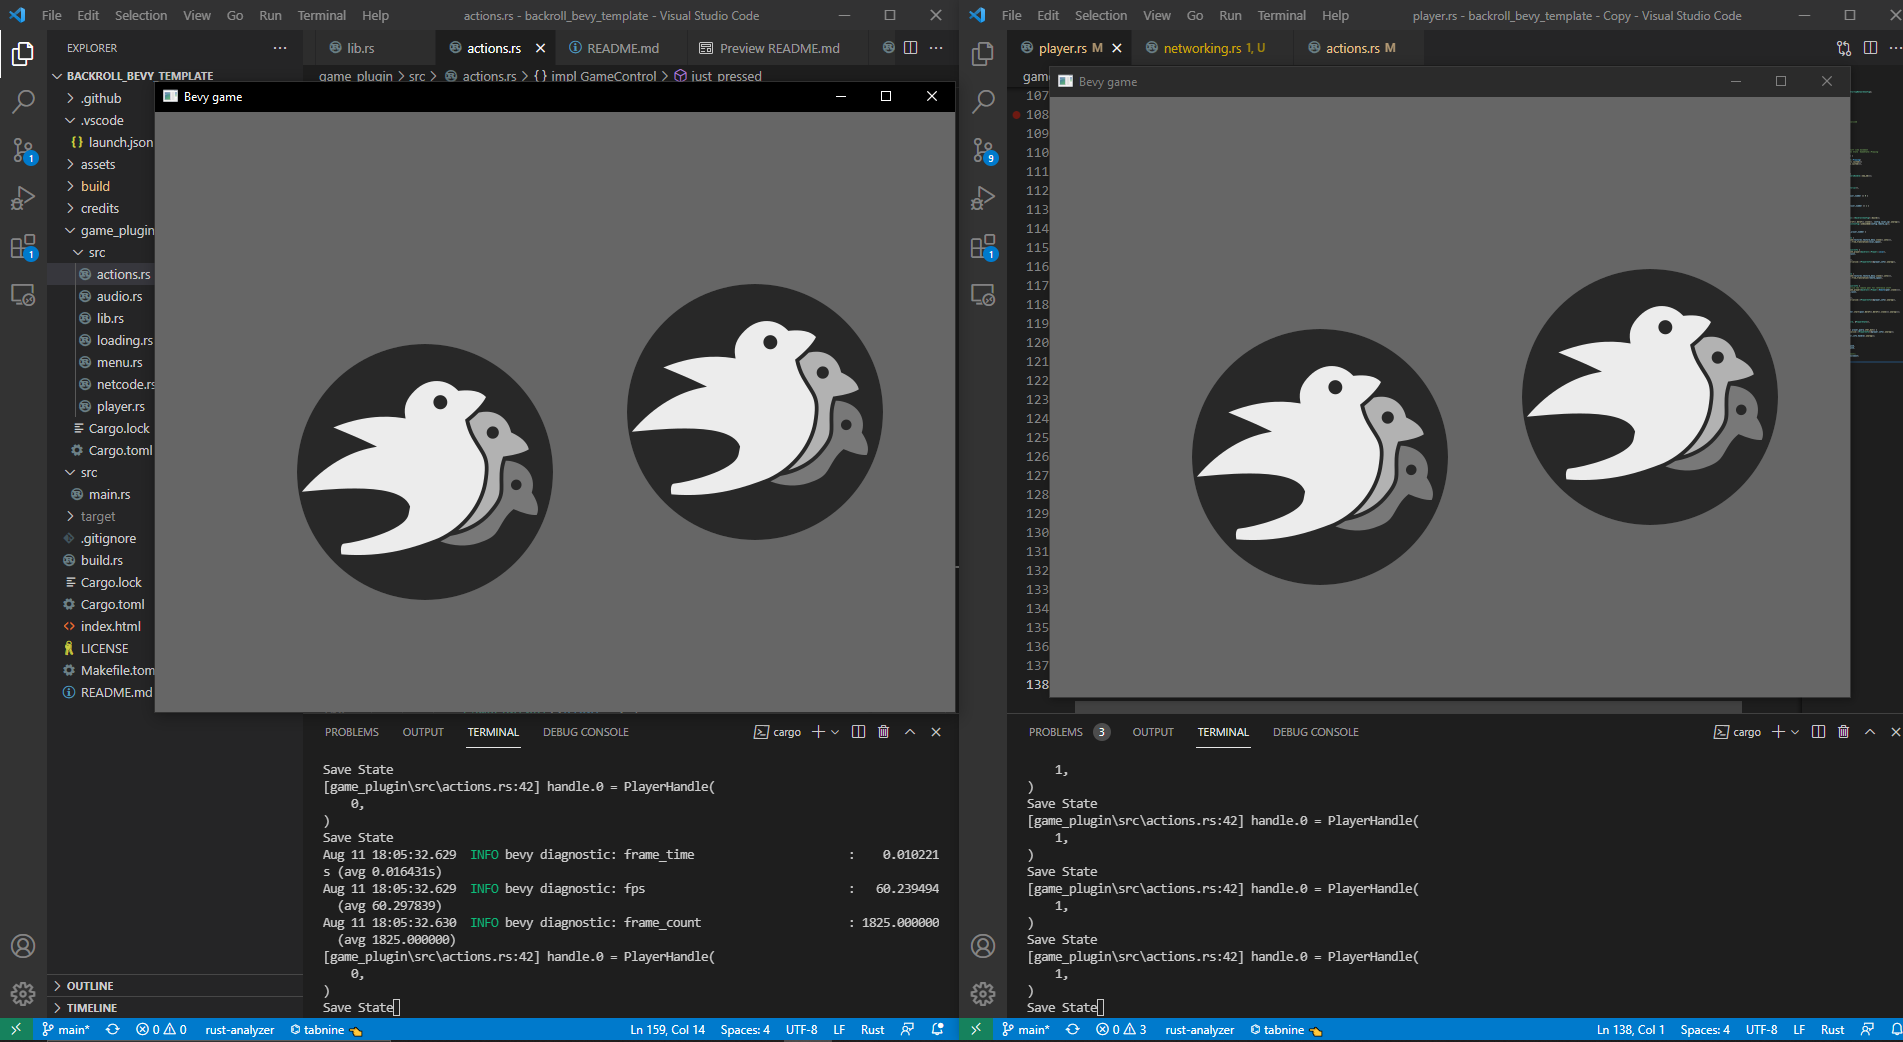 File Edit Selection View Go Run Terminal Help actions.rs - backroll_bevy_template - Visual Studio Code
EXPLORER
lib.rs actions.rs README.md Preview README.md
BACKROLL_BEVY_TEMPLATE
game_plugin > src > actions.rs > {} impl GameControl > just_pressed
.github
Bevy game
.vscode
launch.json
assets
build
credits
game_plugin
src
actions.rs
audio.rs
lib.rs
loading.rs
menu.rs
netcode.rs
player.rs
Cargo.lock
Cargo.toml
src
main.rs
target
.gitignore
build.rs
Cargo.lock
Cargo.toml
index.html
LICENSE
Makefile.tom
README.md
OUTLINE
TIMELINE
1
1
PROBLEMS OUTPUT TERMINAL DEBUG CONSOLE cargo
Save State
[game_plugin\src\actions.rs:42] handle.0 = PlayerHandle(
0,
)
Save State
Aug 11 18:05:32.629 INFO bevy diagnostic: frame_time : 0.010221
s (avg 0.016431s)
Aug 11 18:05:32.629 INFO bevy diagnostic: fps : 60.239494
(avg 60.297839)
Aug 11 18:05:32.630 INFO bevy diagnostic: frame_count : 1825.000000
(avg 1825.000000)
[game_plugin\src\actions.rs:42] handle.0 = PlayerHandle(
0,
)
Save State
main* 0 0 rust-analyzer tabnine Ln 159, Col 14 Spaces: 4 UTF-8 LF Rust
File Edit Selection View Go Run Terminal Help player.rs - backroll_bevy_template - Copy - Visual Studio Code
player.rs M networking.rs 1, U actions.rs M
game
Bevy game
9
1
107
108
109
110
111
112
113
114
115
116
117
118
119
120
121
122
123
124
125
126
127
128
129
130
131
132
133
134
135
136
137
138
PROBLEMS 3 OUTPUT TERMINAL DEBUG CONSOLE cargo
1,
)
Save State
[game_plugin\src\actions.rs:42] handle.0 = PlayerHandle(
1,
)
Save State
[game_plugin\src\actions.rs:42] handle.0 = PlayerHandle(
1,
)
Save State
[game_plugin\src\actions.rs:42] handle.0 = PlayerHandle(
1,
)
Save State
main* 0 3 rust-analyzer tabnine Ln 138, Col 1 Spaces: 4 UTF-8 LF Rust